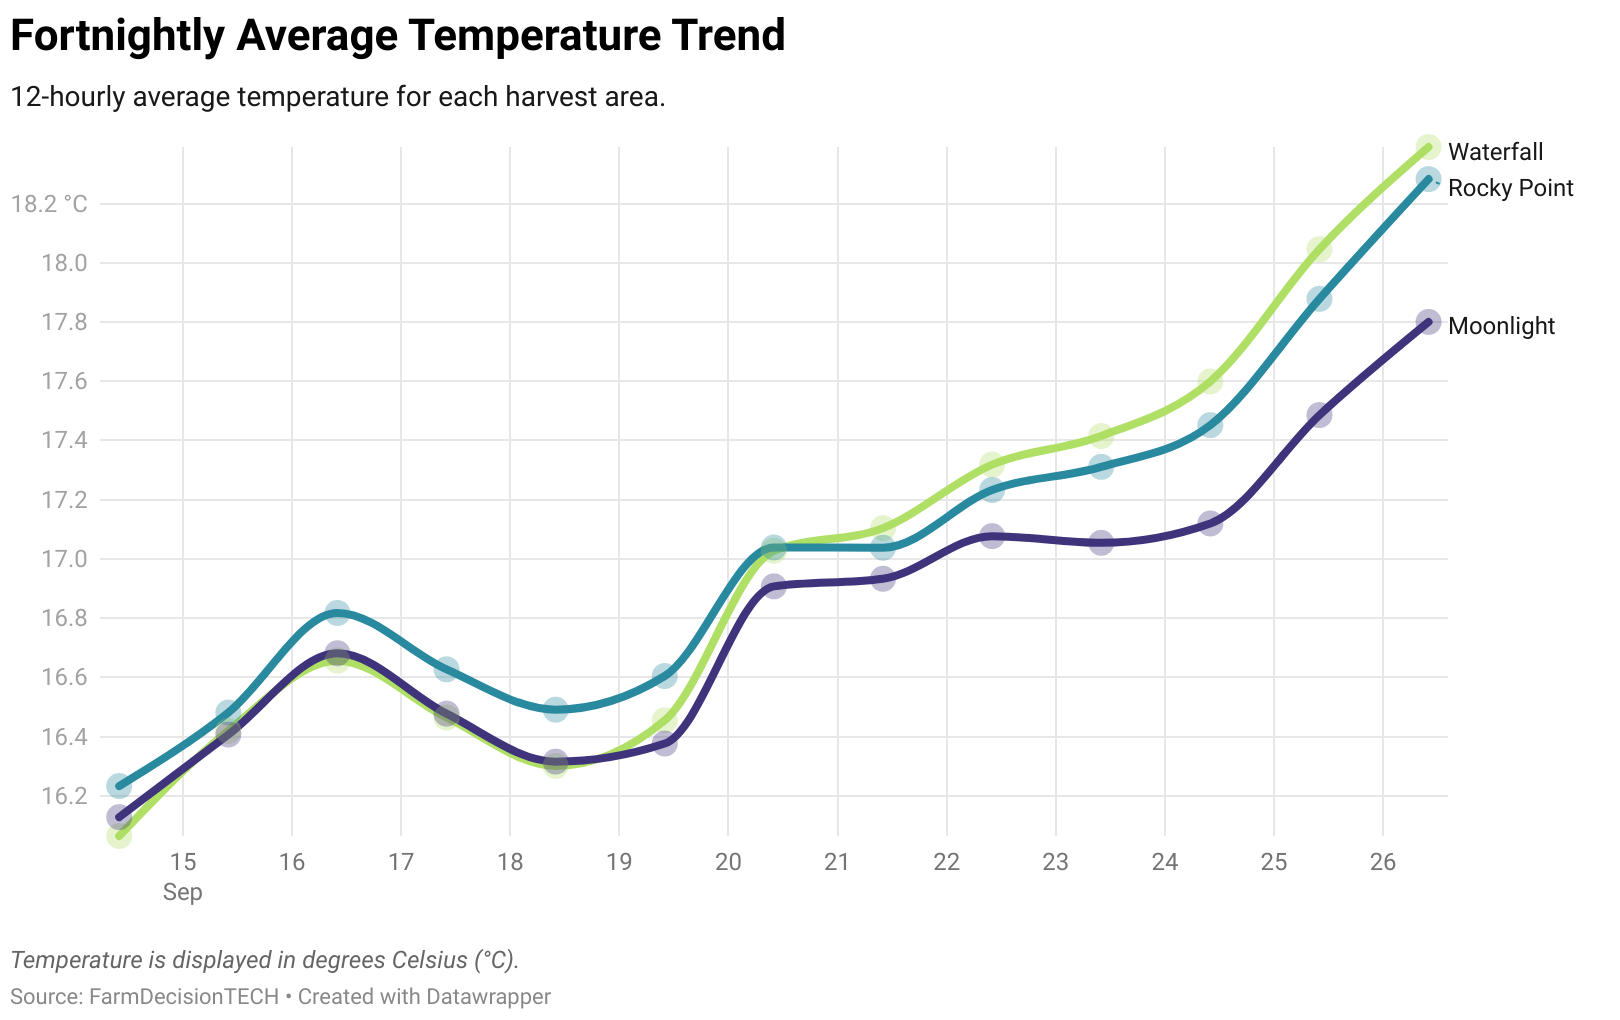 Fortnightly Average Temperature Trend
12-hourly average temperature for each harvest area.
Waterfall
Rocky Point
18.2 °C
18.0
17.8
Moonlight
17.6
17.4
17.2
17.0
16.8
16.6
16.4
16.2
15 16 17 18 19 20 21 22 23 24 25 26
Sep
Temperature is displayed in degrees Celsius (°C).
Source: FarmDecisionTECH • Created with Datawrapper